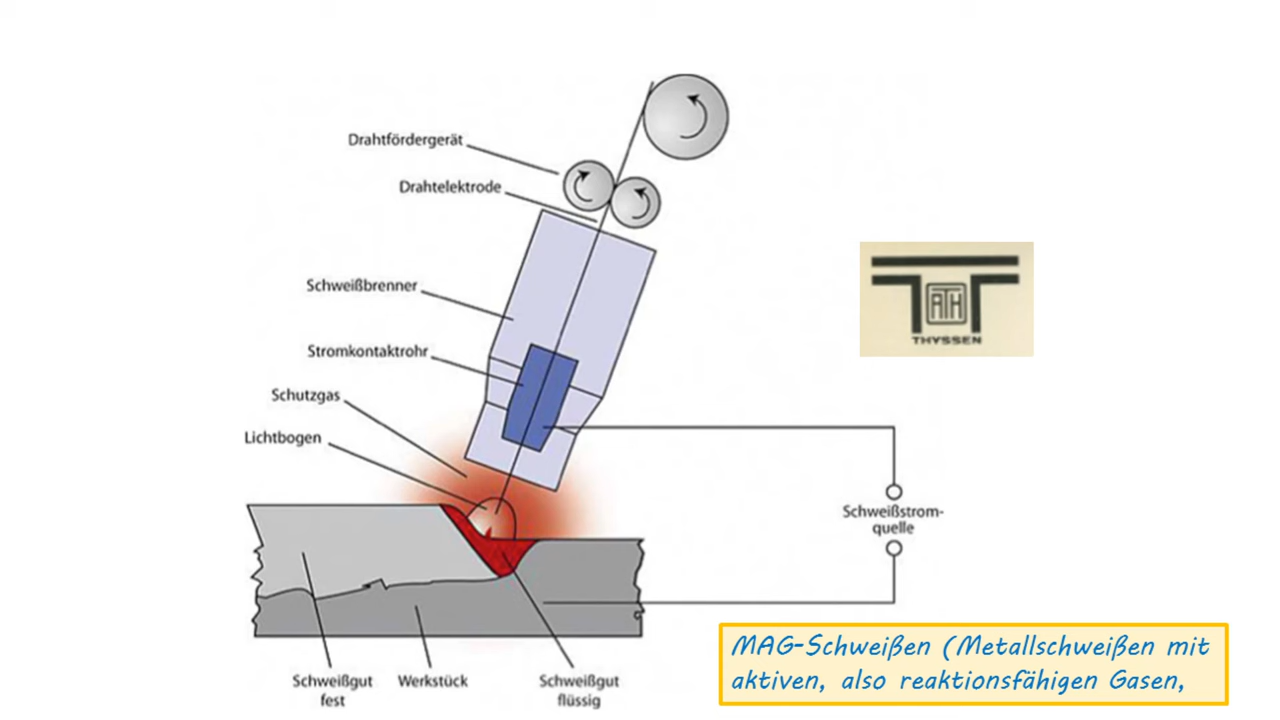 Drahtfördergerät
Drahtelektrode
Schweißbrenner
Stromkontaktrohr
Schutzgas
Lichtbogen
ATH
THYSSEN
Schweißstrom-
quelle
Schweißgut
fest
Werkstück
Schweißgut
flüssig
MAG-Schweißen (Metallschweißen mit
aktiven, also reaktionsfähigen Gasen,